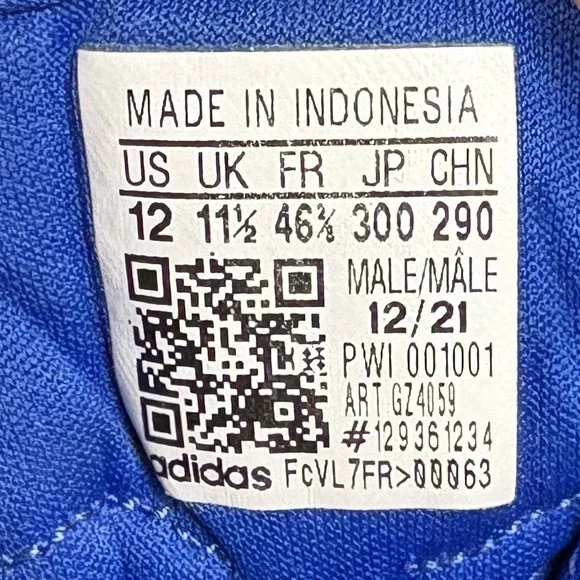 MADE IN INDONESIA
US UK FR JP CHN
12 11½ 46⅔ 300 290
MALE/MÂLE
12/21
PWI 001001
ART GZ4059
#129361234
adidas FcVL7FR>00063